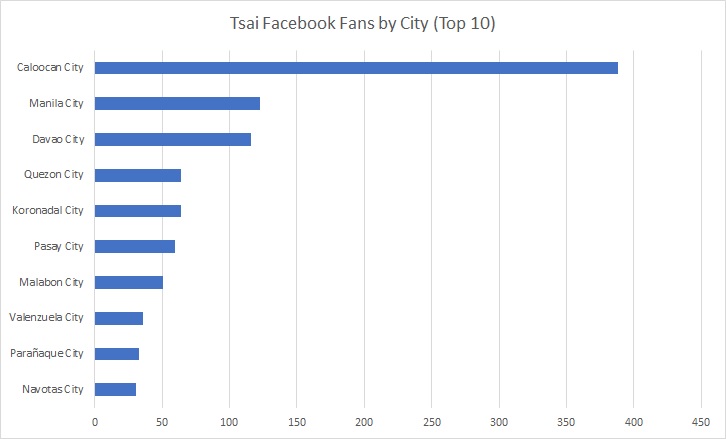 Tsai Facebook Fans by City (Top 10)
Caloocan City
Manila City
Davao City
Quezon City
Koronadal City
Pasay City
Malabon City
Valenzuela City
Parañaque City
Navotas City
0 50 100 150 200 250 300 350 400 450